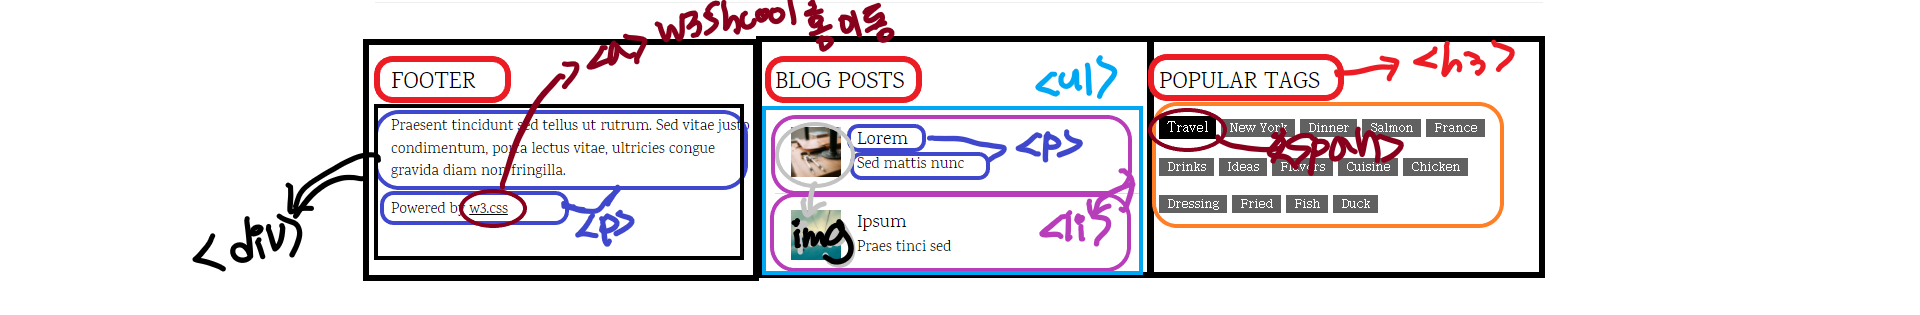 <a> w3Shcool 홈 이동
FOOTER
Praesent tincidunt sed tellus ut rutrum. Sed vitae justo
condimentum, porta lectus vitae, ultricies congue
gravida diam non fringilla.
Powered by w3.css
<p>
<div>
BLOG POSTS
<ul>
Lorem
Sed mattis nunc
<p>
Ipsum
Praes tinci sed
img
<li>
POPULAR TAGS
<h3>
Travel New York Dinner Salmon France
<span>
Drinks Ideas Flavors Cuisine Chicken
Dressing Fried Fish Duck